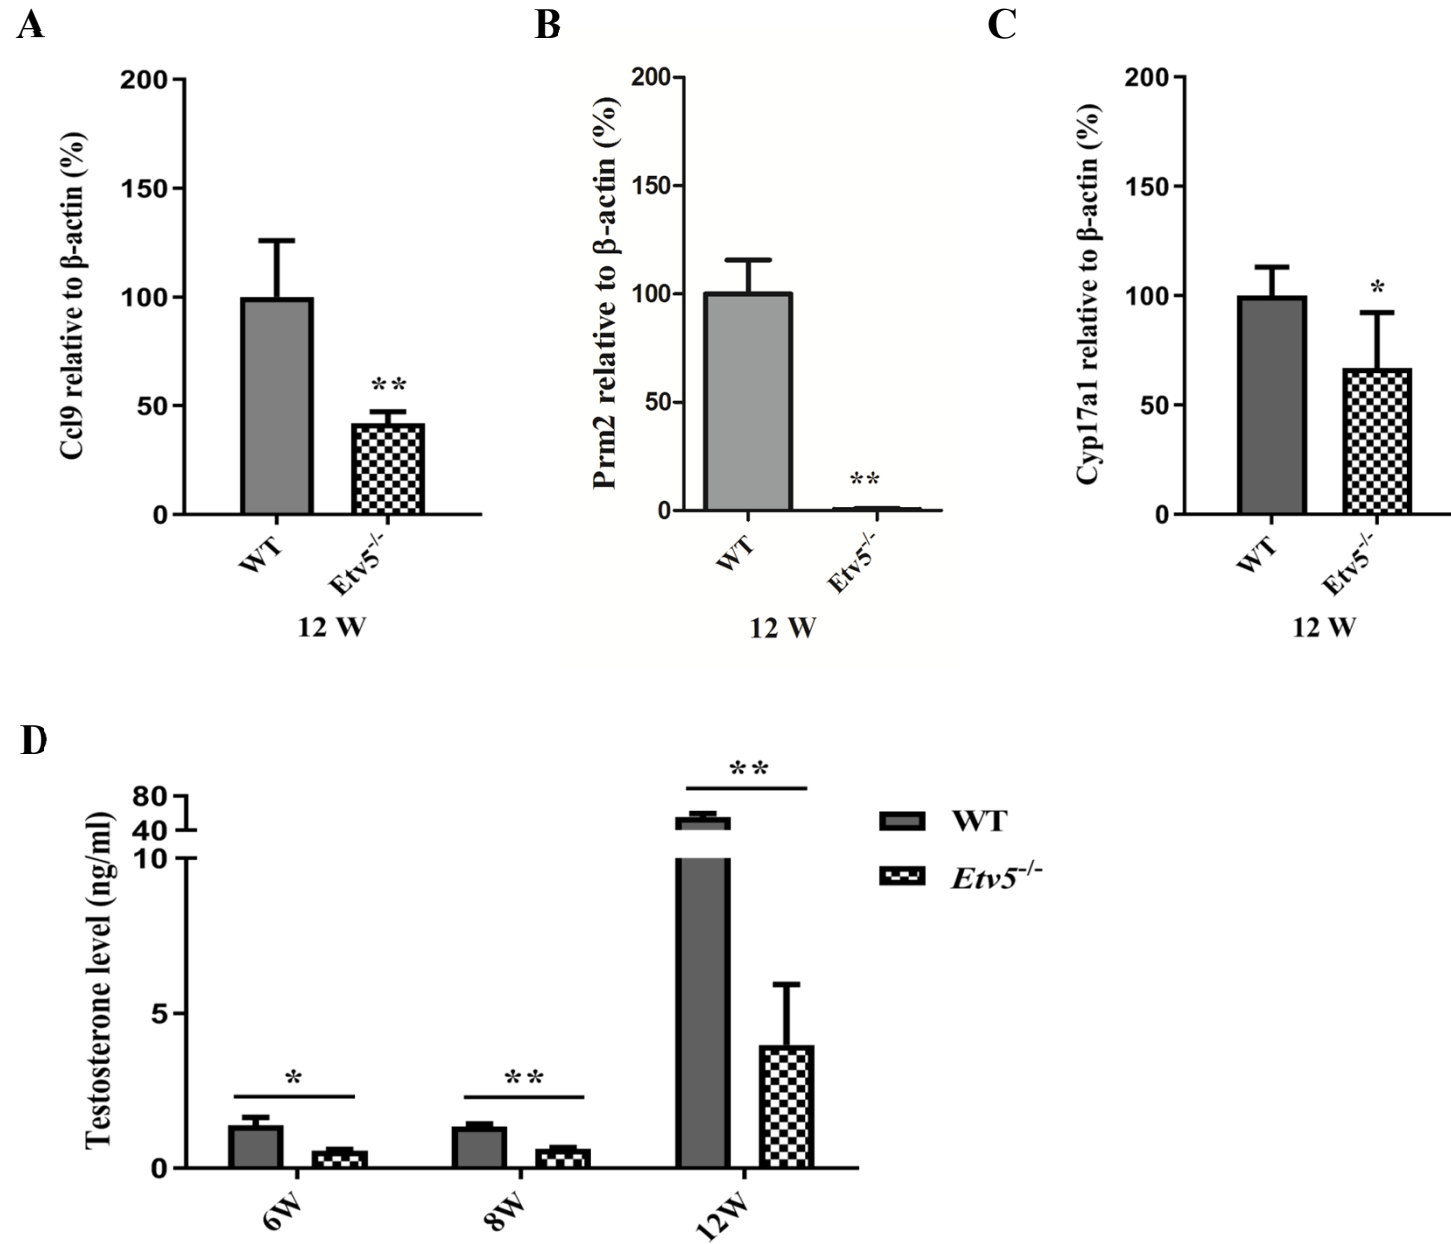 A
Ccl9 relative to β-actin (%)
200
150
100
50
0
**
WT
Etv5-/-
12 W
B
Prm2 relative to β-actin (%)
200
150
100
50
0
**
WT
Etv5-/-
12 W
C
Cyp17a1 relative to β-actin (%)
200
150
100
50
0
*
WT
Etv5-/-
12 W
D
Testosterone level (ng/ml)
80
40
10
5
0
*
**
**
6W
8W
12W
WT
Etv5-/-